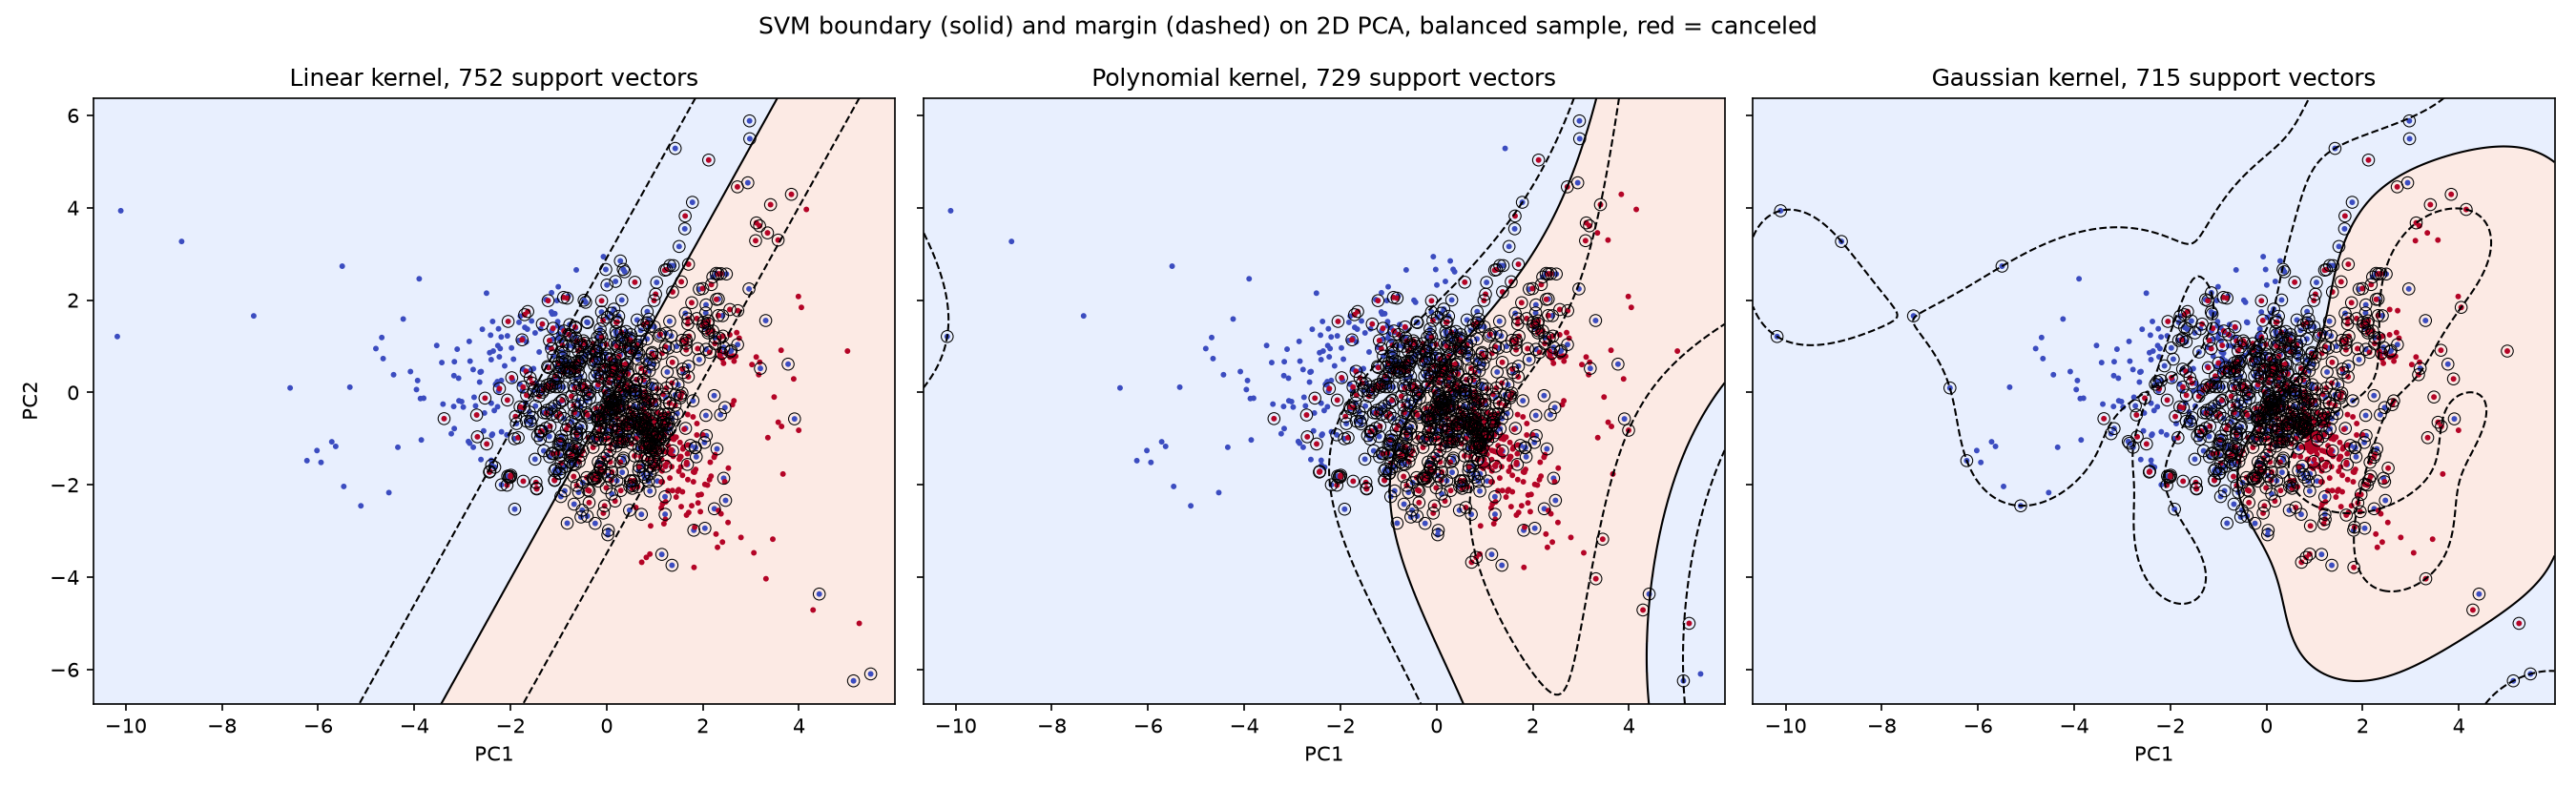 SVM boundary (solid) and margin (dashed) on 2D PCA, balanced sample, red = canceled
Linear kernel, 752 support vectors
Polynomial kernel, 729 support vectors
Gaussian kernel, 715 support vectors
6
4
2
0
−2
−4
−6
PC2
−10 −8 −6 −4 −2 0 2 4
−10 −8 −6 −4 −2 0 2 4
−10 −8 −6 −4 −2 0 2 4
PC1
PC1
PC1